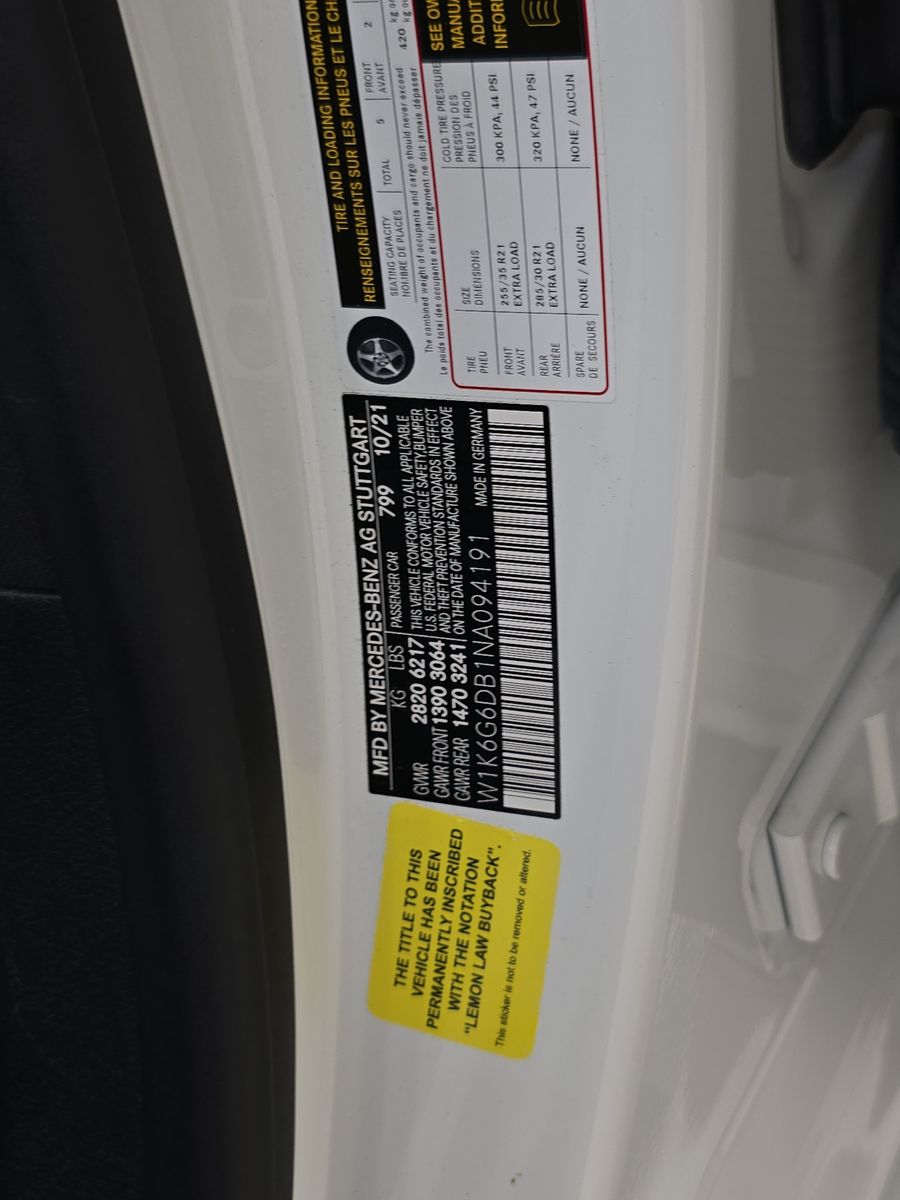 TIRE AND LOADING INFORMATION
RENSEIGNEMENTS SUR LES PNEUS ET LE CH
SEATING CAPACITY
NOLIBRE DE PLACES
TOTAL 5
FRONT
AVANT
2
The combined weight of occupants and cargo should never exceed 420 kg
Le poids total des occupants et du chargement ne doit jamais dépasser 420 kg
TIRE
PNEU
SIZE
DIMENSIONS
COLD TIRE PRESSURE
PRESSION DES
PNEUS À FROID
FRONT
AVANT
255/35 R21
EXTRA LOAD
300 KPA, 44 PSI
REAR
ARRIÈRE
285/30 R21
EXTRA LOAD
320 KPA, 47 PSI
SPARE
DE SECOURS
NONE / AUCUN
NONE / AUCUN
SEE OW
MANUA
ADDIT
INFOR
MFD BY MERCEDES-BENZ AG STUTTGART
KG LBS PASSENGER CAR 799 10/21
GVWR 2820 6217
GAWR FRONT 1390 3064
GAWR REAR 1470 3241
THIS VEHICLE CONFORMS TO ALL APPLICABLE
U.S. FEDERAL MOTOR VEHICLE SAFETY,BUMPER
AND THEFT PREVENTION STANDARDS IN EFFECT
ON THE DATE OF MANUFACTURE SHOWN ABOVE
W1K6G6DB1NA094191 MADE IN GERMANY
THE TITLE TO THIS
VEHICLE HAS BEEN
PERMANENTLY INSCRIBED
WITH THE NOTATION
“LEMON LAW BUYBACK”.
This sticker is not to be removed or altered.